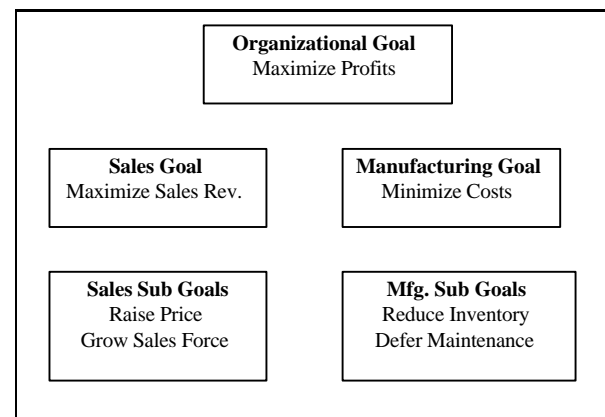 Organizational Goal
Maximize Profits
Sales Goal
Maximize Sales Rev.
Manufacturing Goal
Minimize Costs
Sales Sub Goals
Raise Price
Grow Sales Force
Mfg. Sub Goals
Reduce Inventory
Defer Maintenance